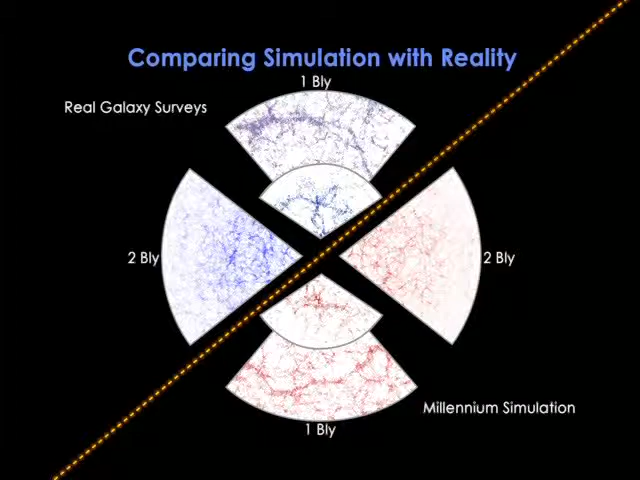 Comparing Simulation with Reality
1 Bly
Real Galaxy Surveys
2 Bly
2 Bly
Millennium Simulation
1 Bly